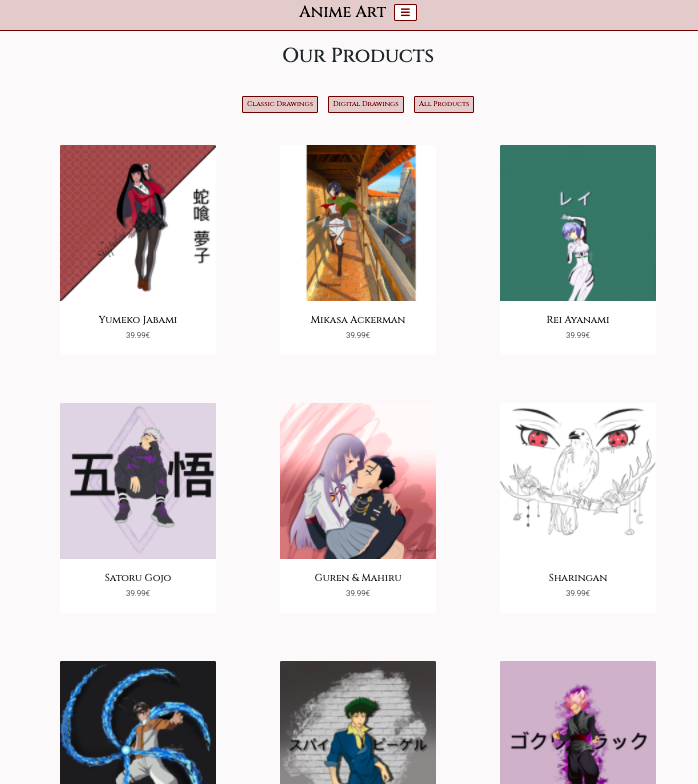 Anime Art
Our Products
Classic Drawings
Digital Drawings
All Products
蛇喰 夢子
レイ
Yumeko Jabami
39.99€
Mikasa Ackerman
39.99€
Rei Ayanami
39.99€
五
悟
Satoru Gojo
39.99€
Guren & Mahiru
39.99€
Sharingan
39.99€
スパイ
ビーゲル
ゴク
ラック